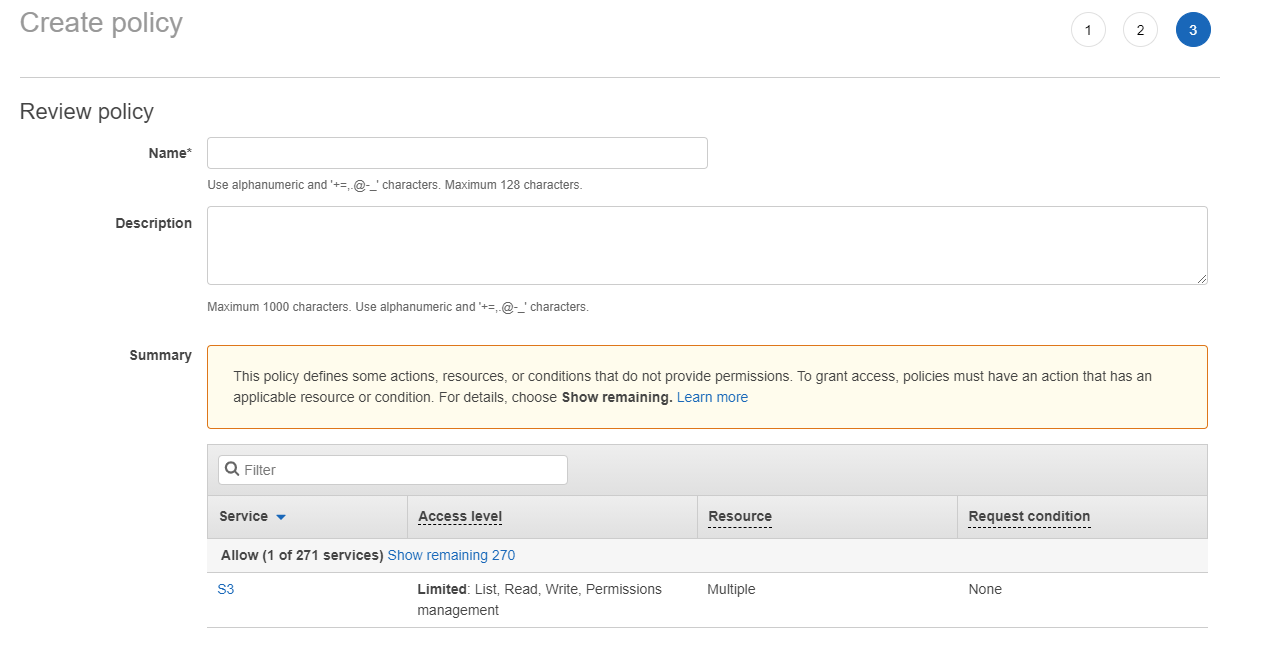 Create policy
1 2 3
Review policy
Name*
Use alphanumeric and '+=,.@-_' characters. Maximum 128 characters.
Description
Maximum 1000 characters. Use alphanumeric and '+=,.@-_' characters.
Summary
This policy defines some actions, resources, or conditions that do not provide permissions. To grant access, policies must have an action that has an
applicable resource or condition. For details, choose Show remaining. Learn more
Filter
Service Access level Resource Request condition
Allow (1 of 271 services) Show remaining 270
S3 Limited: List, Read, Write, Permissions Multiple None
management